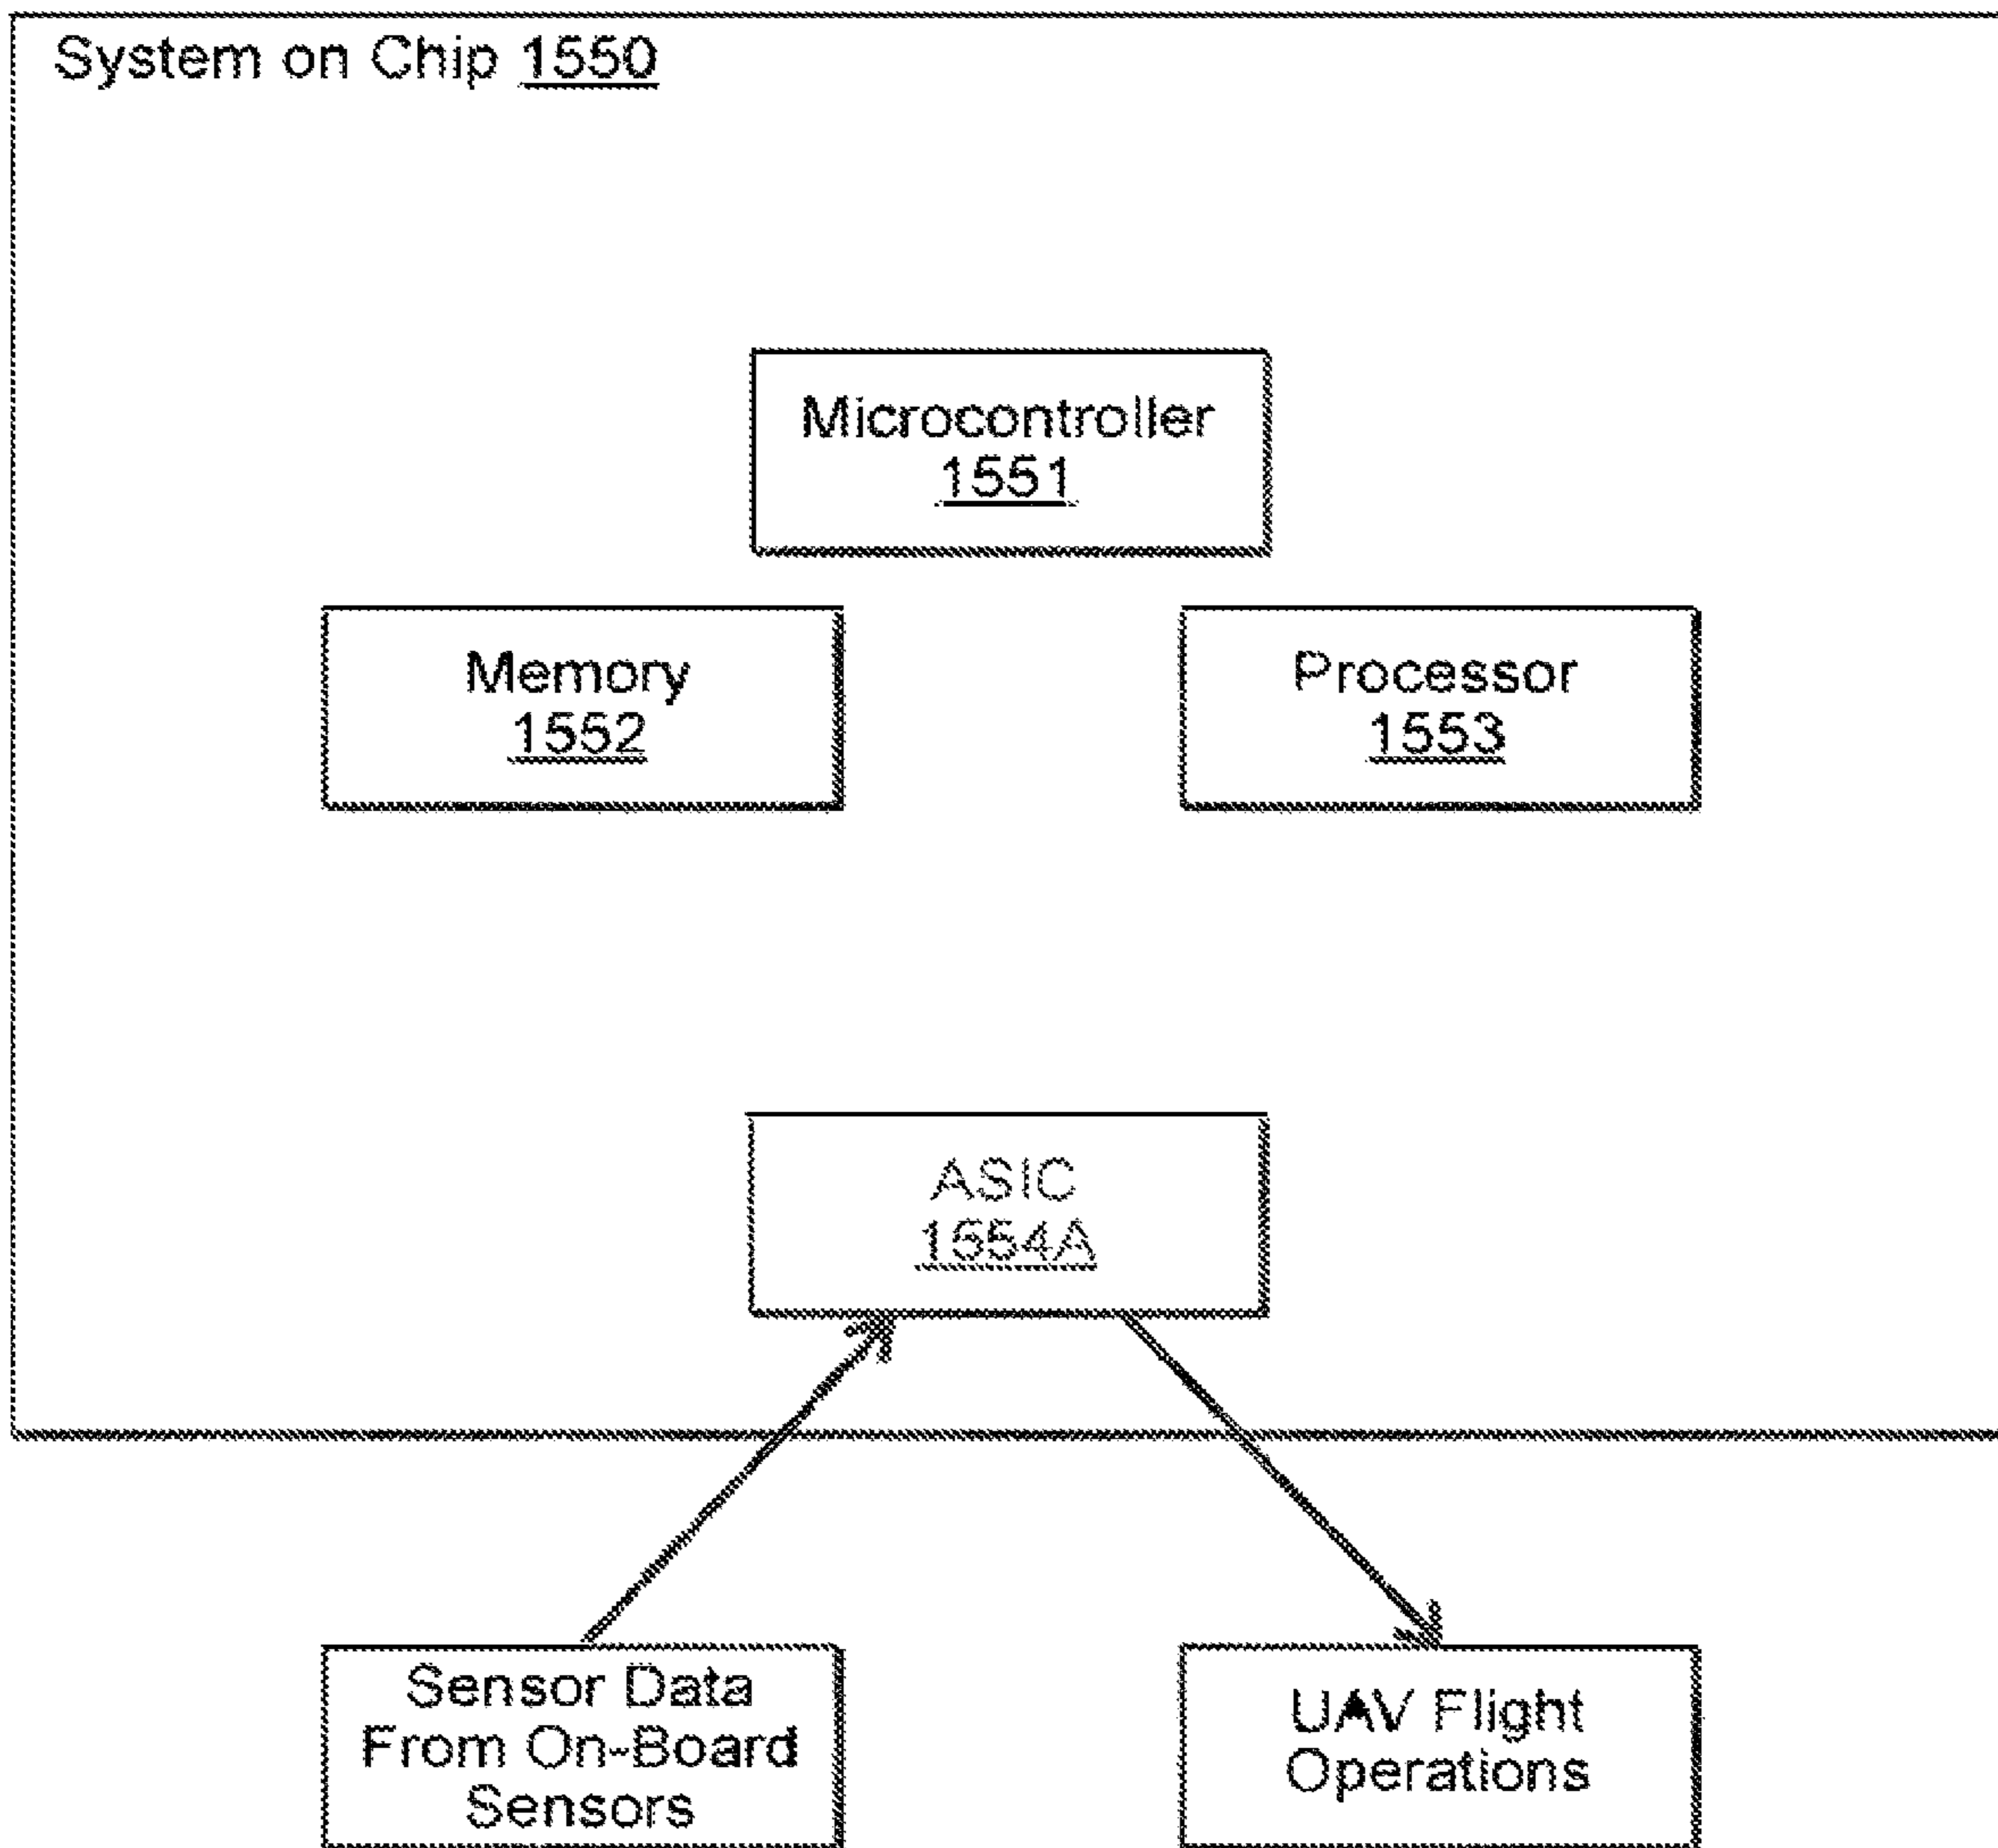 System on Chip 1550
Microcontroller
1551
Memory
1552
Processor
1553
ASIC
1554A
Sensor Data
From On-Board
Sensors
UAV Flight
Operations